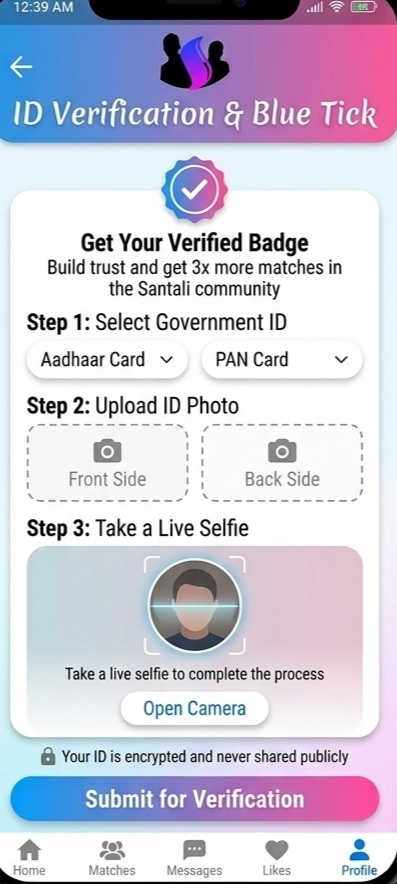 12:39 AM
ID Verification & Blue Tick
Get Your Verified Badge
Build trust and get 3x more matches in
the Santali community
Step 1: Select Government ID
Aadhaar Card
PAN Card
Step 2: Upload ID Photo
Front Side
Back Side
Step 3: Take a Live Selfie
Take a live selfie to complete the process
Open Camera
Your ID is encrypted and never shared publicly
Submit for Verification
Home
Matches
Messages
Likes
Profile